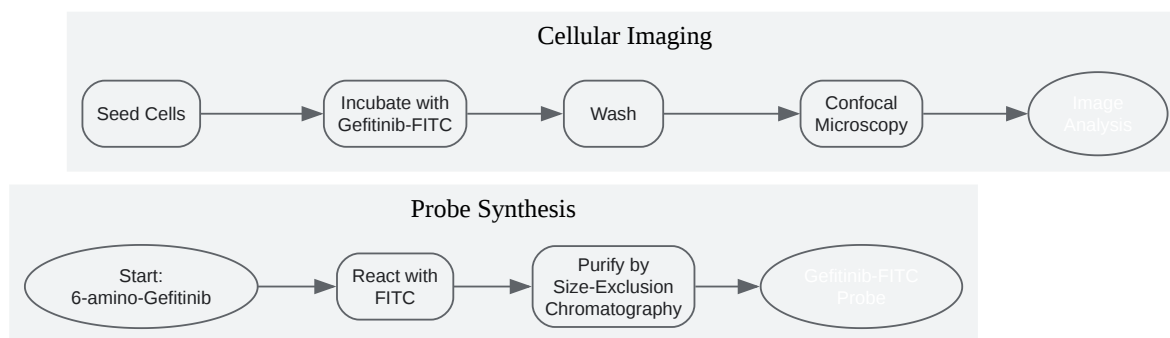 Cellular Imaging
Seed Cells
Incubate with
Gefitinib-FITC
Wash
Confocal
Microscopy
Image
Analysis
Probe Synthesis
Start:
6-amino-Gefitinib
React with
FITC
Purify by
Size-Exclusion
Chromatography
Gefitinib-FITC
Probe